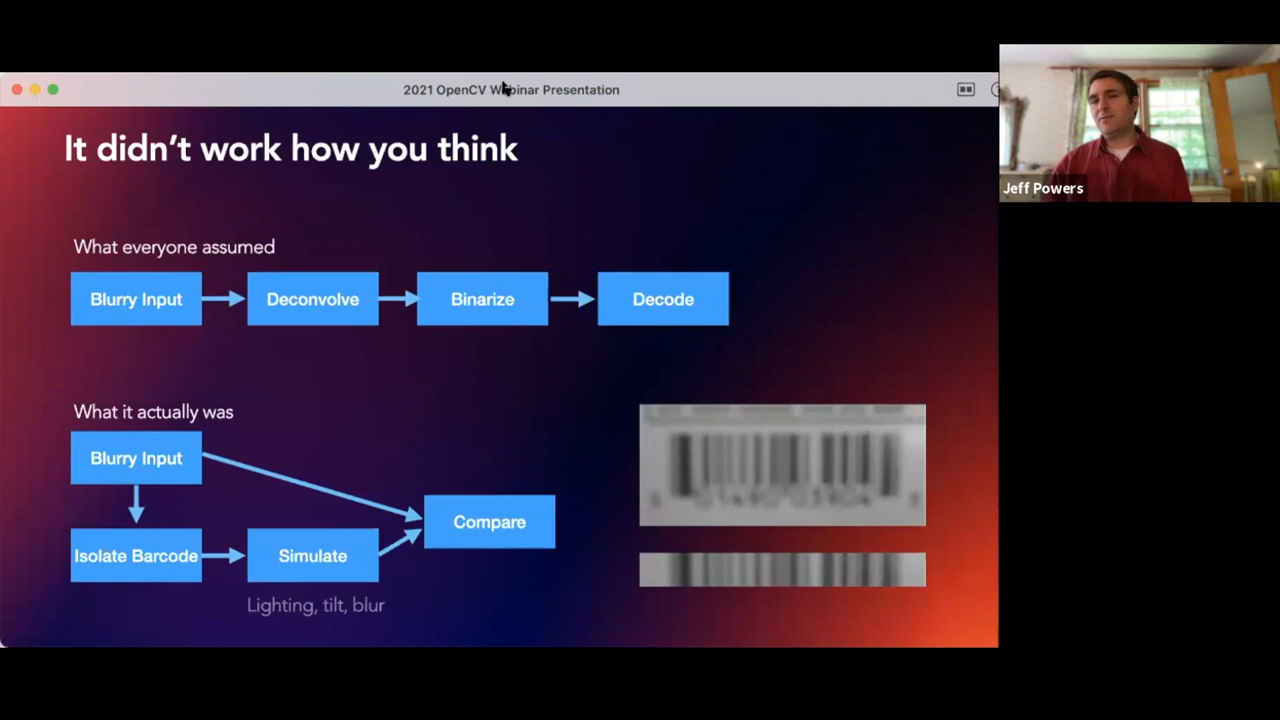 2021 OpenCV Webinar Presentation
It didn't work how you think
What everyone assumed
Blurry Input
Deconvolve
Binarize
Decode
What it actually was
Blurry Input
Compare
Isolate Barcode
Simulate
Lighting, tilt, blur
Jeff Powers